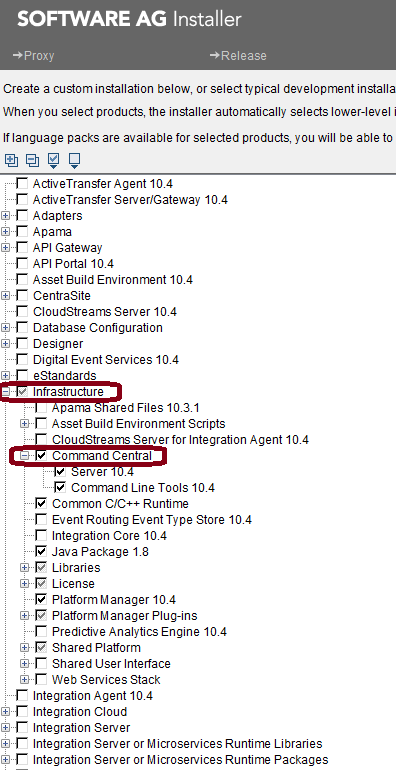 SOFTWARE AG Installer
→Proxy →Release
Create a custom installation below, or select typical development installa
When you select products, the installer automatically selects lower-level i
If language packs are available for selected products, you will be able to
ActiveTransfer Agent 10.4
ActiveTransfer Server/Gateway 10.4
Adapters
Apama
API Gateway
API Portal 10.4
Asset Build Environment 10.4
CentraSite
CloudStreams Server 10.4
Database Configuration
Designer
Digital Event Services 10.4
eStandards
Infrastructure
Apama Shared Files 10.3.1
Asset Build Environment Scripts
CloudStreams Server for Integration Agent 10.4
Command Central
Server 10.4
Command Line Tools 10.4
Common C/C++ Runtime
Event Routing Event Type Store 10.4
Integration Core 10.4
Java Package 1.8
Libraries
License
Platform Manager 10.4
Platform Manager Plug-ins
Predictive Analytics Engine 10.4
Shared Platform
Shared User Interface
Web Services Stack
Integration Agent 10.4
Integration Cloud
Integration Server
Integration Server or Microservices Runtime Libraries
Integration Server or Microservices Runtime Packages